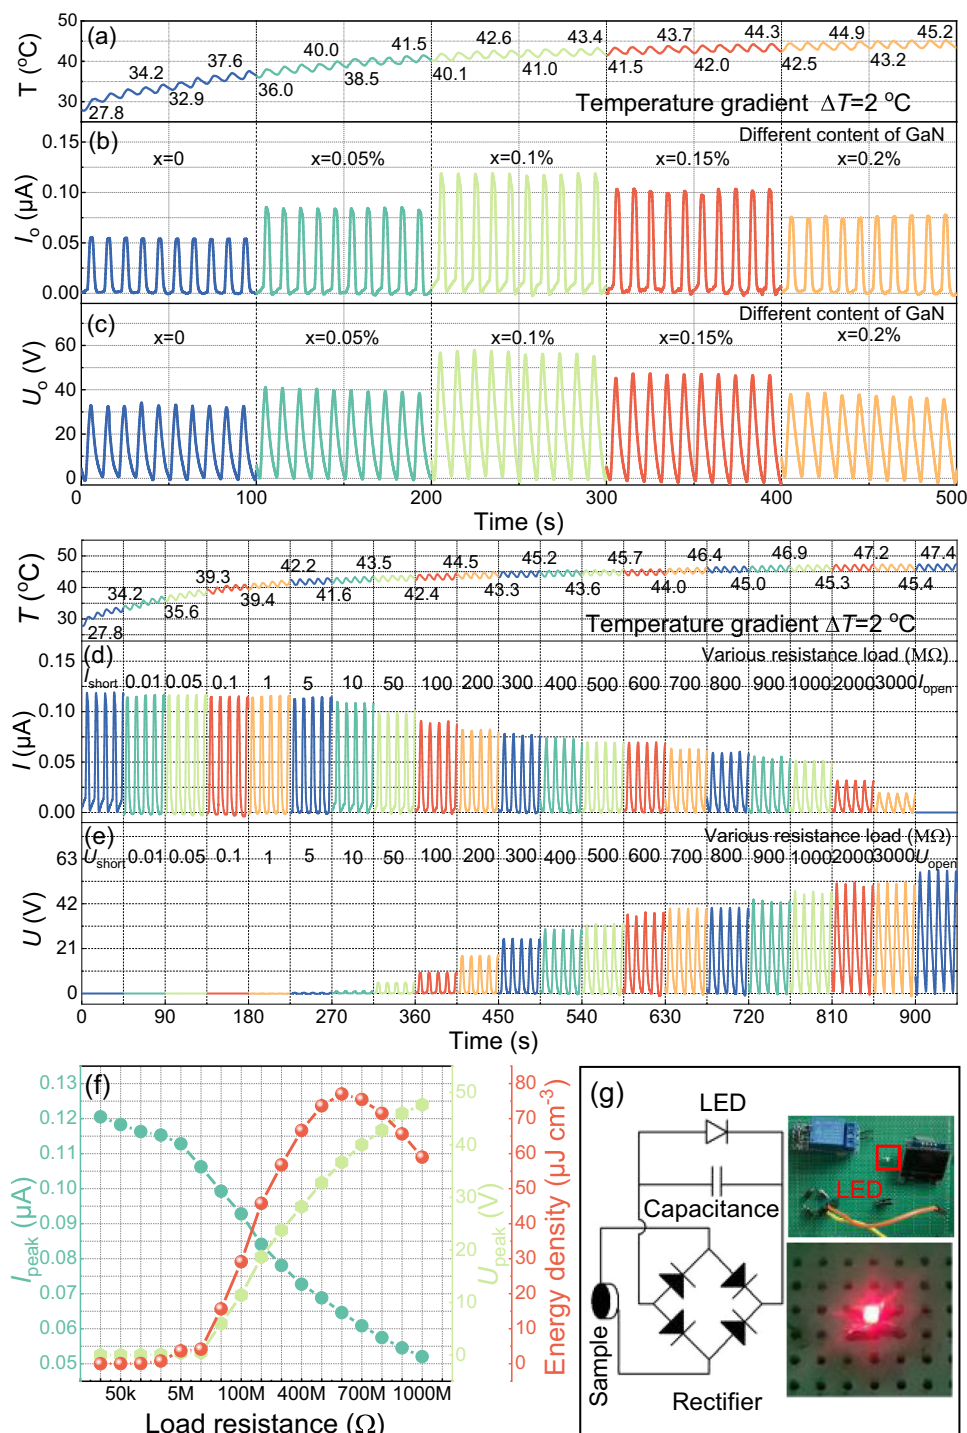 (a)
T (°C)
50
40
30
27.8
34.2
32.9
37.6
36.0
40.0
38.5
41.5
40.1
42.6
41.0
43.4
41.5
43.7
42.0
44.3
42.5
44.9
43.2
45.2
Temperature gradient ΔT=2 °C
(b)
Different content of GaN
x=0 x=0.05% x=0.1% x=0.15% x=0.2%
I_o (μA)
0.15
0.10
0.05
0.00
(c)
Different content of GaN
x=0 x=0.05% x=0.1% x=0.15% x=0.2%
U_o (V)
60
40
20
0
0 100 200 300 400 500
Time (s)
T (°C)
50
40
30
34.2 39.3 42.2 43.5 44.5 45.2 45.7 46.4 46.9 47.2 47.4
27.8 35.6 39.4 41.6 42.4 43.3 43.6 44.0 45.0 45.3 45.4
Temperature gradient ΔT=2 °C
(d)
Various resistance load (MΩ)
I_short 0.01 0.05 0.1 1 5 10 50 100 200 300 400 500 600 700 800 900 1000 2000 3000 I_open
I (μA)
0.15
0.10
0.05
0.00
(e)
Various resistance load (MΩ)
U_short 0.01 0.05 0.1 1 5 10 50 100 200 300 400 500 600 700 800 900 1000 2000 3000 U_open
U (V)
63
42
21
0
0 90 180 270 360 450 540 630 720 810 900
Time (s)
(f)
I_peak (μA)
0.13
0.12
0.11
0.10
0.09
0.08
0.07
0.06
0.05
U_peak (V)
50
40
30
20
10
0
Energy density (μJ cm⁻³)
80
70
60
50
40
30
20
10
0
50k 5M 100M 400M 700M 1000M
Load resistance (Ω)
(g)
LED
Capacitance
Sample
Rectifier
LED